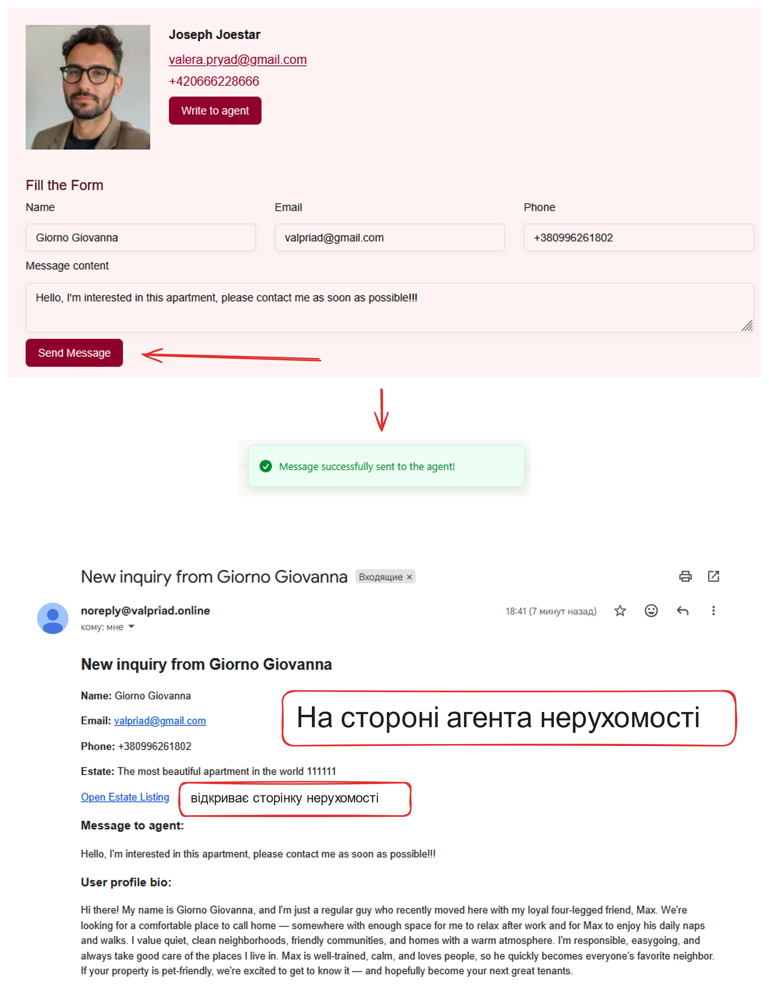 Joseph Joestar
valera.pryad@gmail.com
+420666228666
Write to agent
Fill the Form
Name
Email
Phone
Giorno Giovanna
valpriad@gmail.com
+380996261802
Message content
Hello, I'm interested in this apartment, please contact me as soon as possible!!!
Send Message
Message successfully sent to the agent!
New inquiry from Giorno Giovanna
Входящие ×
noreply@valpriad.online
18:41 (7 минут назад)
кому: мне
New inquiry from Giorno Giovanna
Name: Giorno Giovanna
На стороні агента нерухомості
Email: valpriad@gmail.com
Phone: +380996261802
Estate: The most beautiful apartment in the world 111111
Open Estate Listing
відкриває сторінку нерухомості
Message to agent:
Hello, I'm interested in this apartment, please contact me as soon as possible!!!
User profile bio:
Hi there! My name is Giorno Giovanna, and I'm just a regular guy who recently moved here with my loyal four-legged friend, Max. We're
looking for a comfortable place to call home — somewhere with enough space for me to relax after work and for Max to enjoy his daily naps
and walks. I value quiet, clean neighborhoods, friendly communities, and homes with a warm atmosphere. I'm responsible, easygoing, and
always take good care of the places I live in. Max is well-trained, calm, and loves people, so he quickly becomes everyone’s favorite neighbor.
If your property is pet-friendly, we're excited to get to know it — and hopefully become your next great tenants.